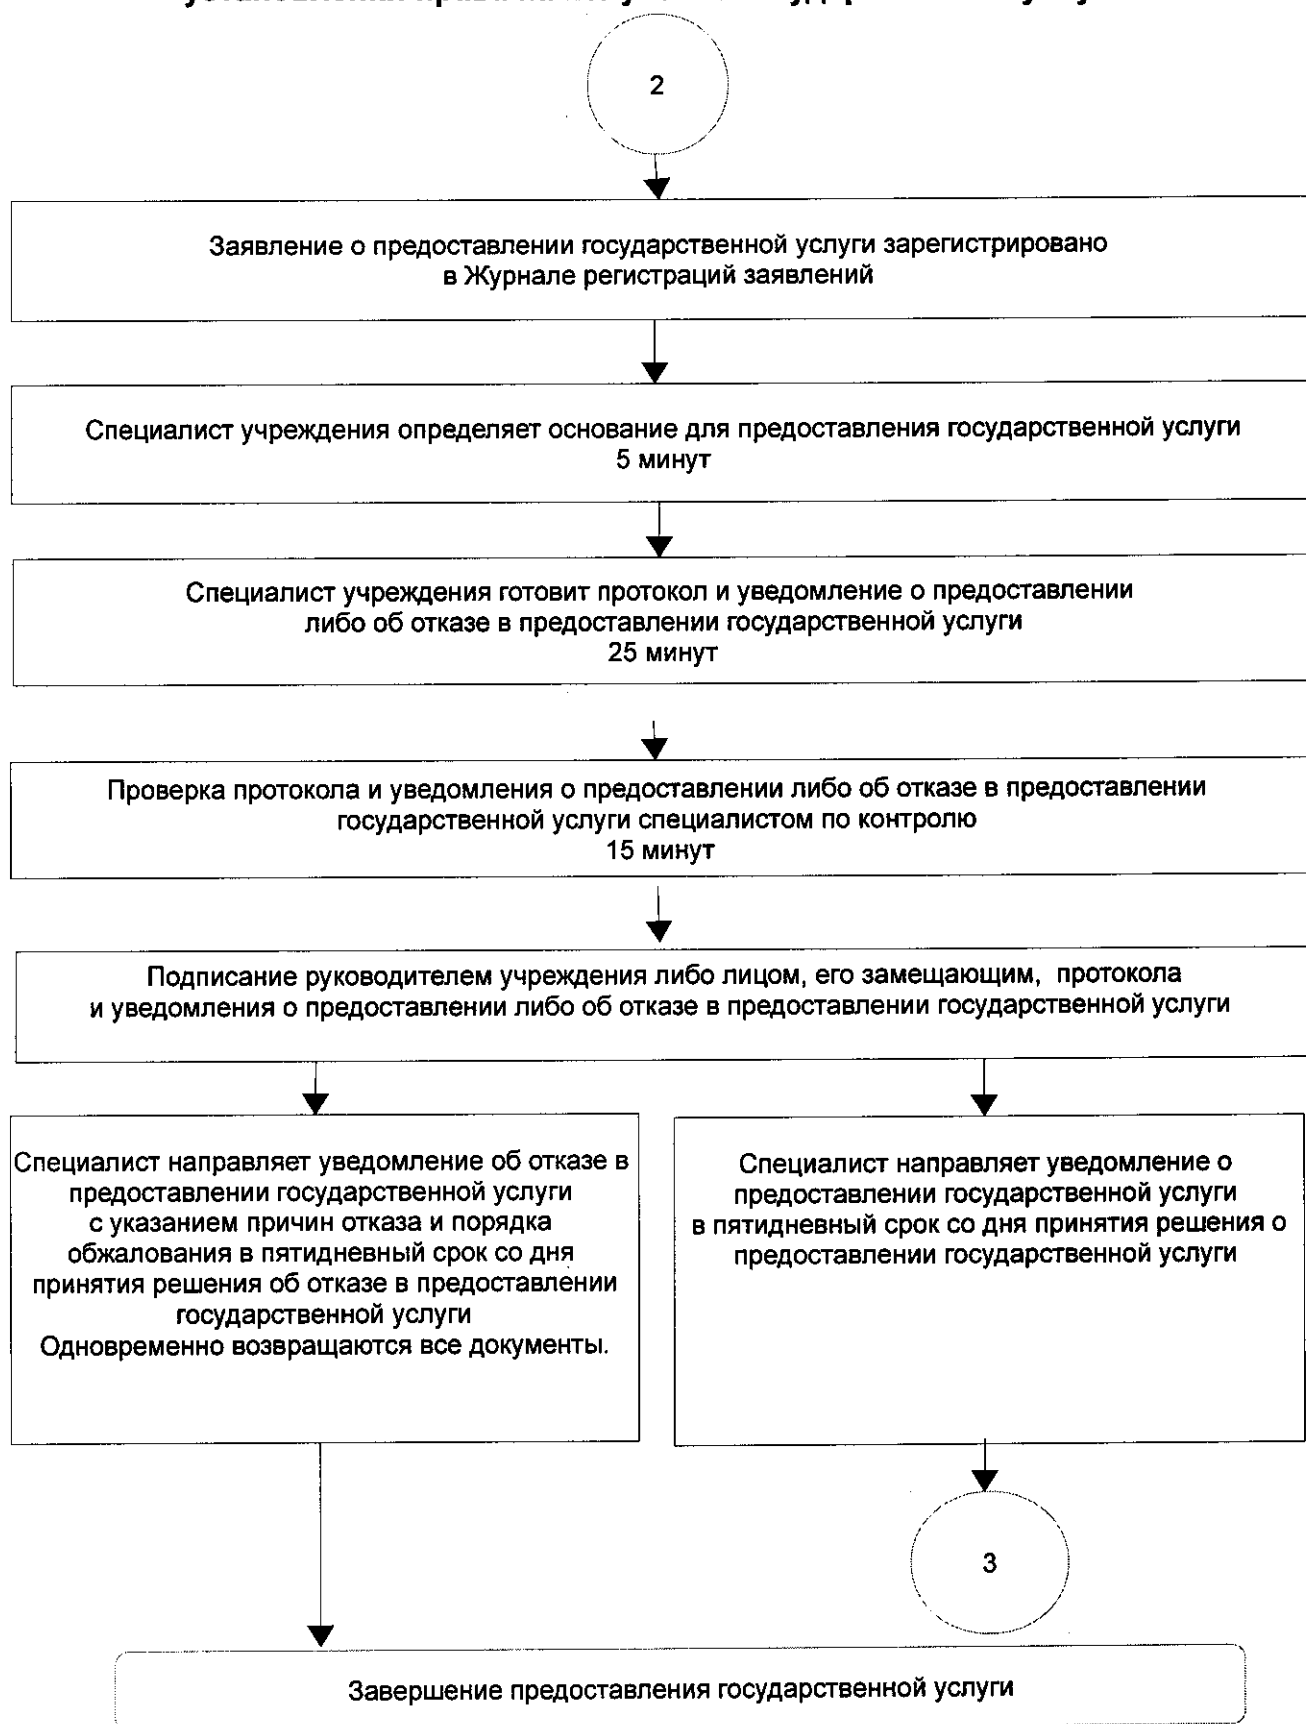 2
Заявление о предоставлении государственной услуги зарегистрировано
в Журнале регистраций заявлений
Специалист учреждения определяет основание для предоставления государственной услуги
5 минут
Специалист учреждения готовит протокол и уведомление о предоставлении
либо об отказе в предоставлении государственной услуги
25 минут
Проверка протокола и уведомления о предоставлении либо об отказе в предоставлении
государственной услуги специалистом по контролю
15 минут
Подписание руководителем учреждения либо лицом, его замещающим, протокола
и уведомления о предоставлении либо об отказе в предоставлении государственной услуги
Специалист направляет уведомление об отказе в
предоставлении государственной услуги
с указанием причин отказа и порядка
обжалования в пятидневный срок со дня
принятия решения об отказе в предоставлении
государственной услуги
Одновременно возвращаются все документы.
Специалист направляет уведомление о
предоставлении государственной услуги
в пятидневный срок со дня принятия решения о
предоставлении государственной услуги
3
Завершение предоставления государственной услуги